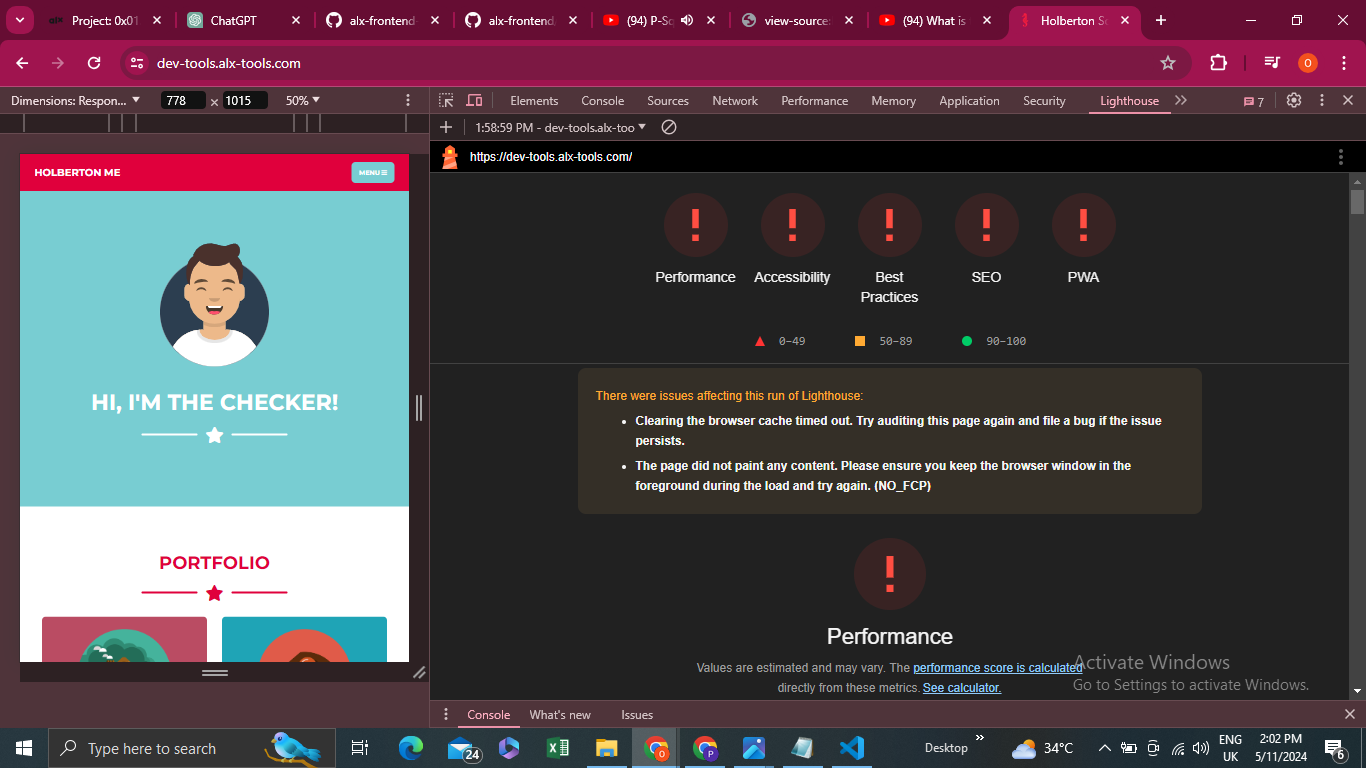 alx Project: 0x01
ChatGPT
alx-frontend-
alx-frontend
(94) P-Sq
view-source:
(94) What is
Holberton Sc
dev-tools.alx-tools.com
O
Dimensions: Respon... 778 x 1015 50%
Elements Console Sources Network Performance Memory Application Security Lighthouse 7
1:58:59 PM - dev-tools.alx-too
https://dev-tools.alx-tools.com/
HOLBERTON ME
MENU
HI, I'M THE CHECKER!
PORTFOLIO
! ! ! ! !
Performance Accessibility Best SEO PWA
Practices
0–49 50–89 90–100
There were issues affecting this run of Lighthouse:
• Clearing the browser cache timed out. Try auditing this page again and file a bug if the issue
persists.
• The page did not paint any content. Please ensure you keep the browser window in the
foreground during the load and try again. (NO_FCP)
!
Performance
Values are estimated and may vary. The performance score is calculated
directly from these metrics. See calculator.
Activate Windows
Go to Settings to activate Windows.
Console What's new Issues
Type here to search
24
O
P
Desktop
34°C
ENG
UK
2:02 PM
5/11/2024
6